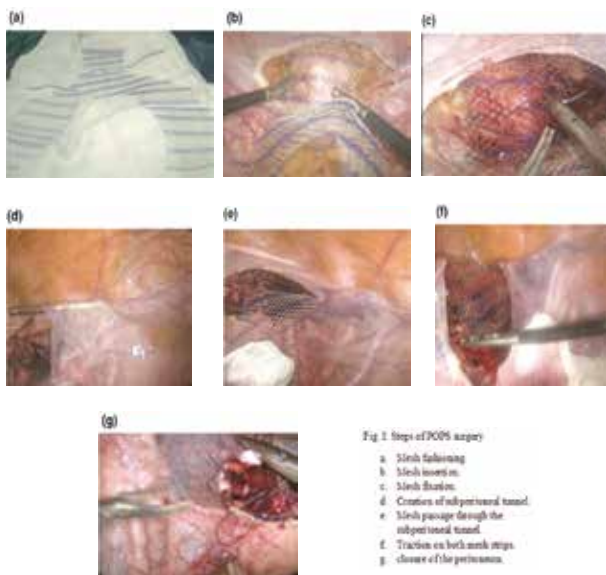 (a)
(b)
(c)
(d)
(e)
(f)
(g)
Fig 1. Steps of POPS surgery
a. Mesh fashioning
b. Mesh insertion.
c. Mesh fixation.
d. Creation of subperitoneal tunnel.
e. Mesh passage through the
subperitoneal tunnel.
f. Traction on both mesh strips.
g. closure of the peritoneum.